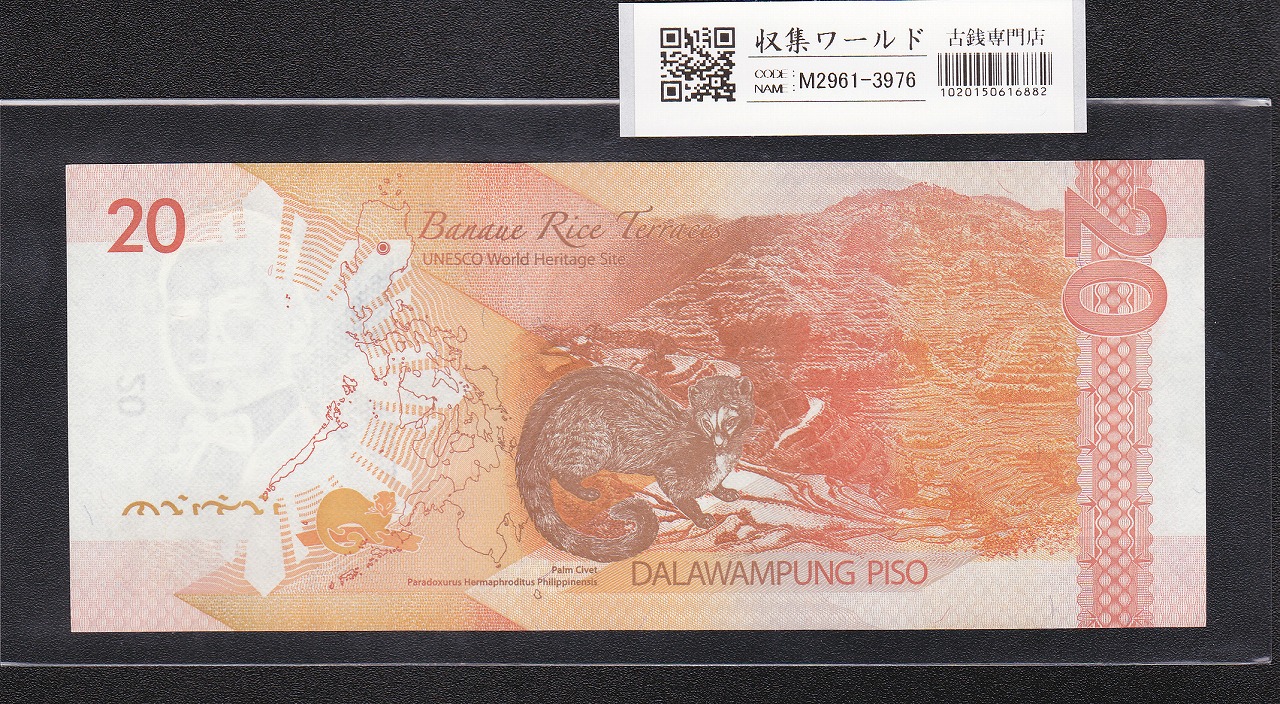 収集ワールド
古銭専門店
CODE :
NAME :
M2961-3976
1020150616882
20
Banaue Rice Terraces
UNESCO World Heritage Site
20
20
Palm Civet
Paradoxurus Hermaphroditus Philippinensis
DALAWAMPUNG PISO